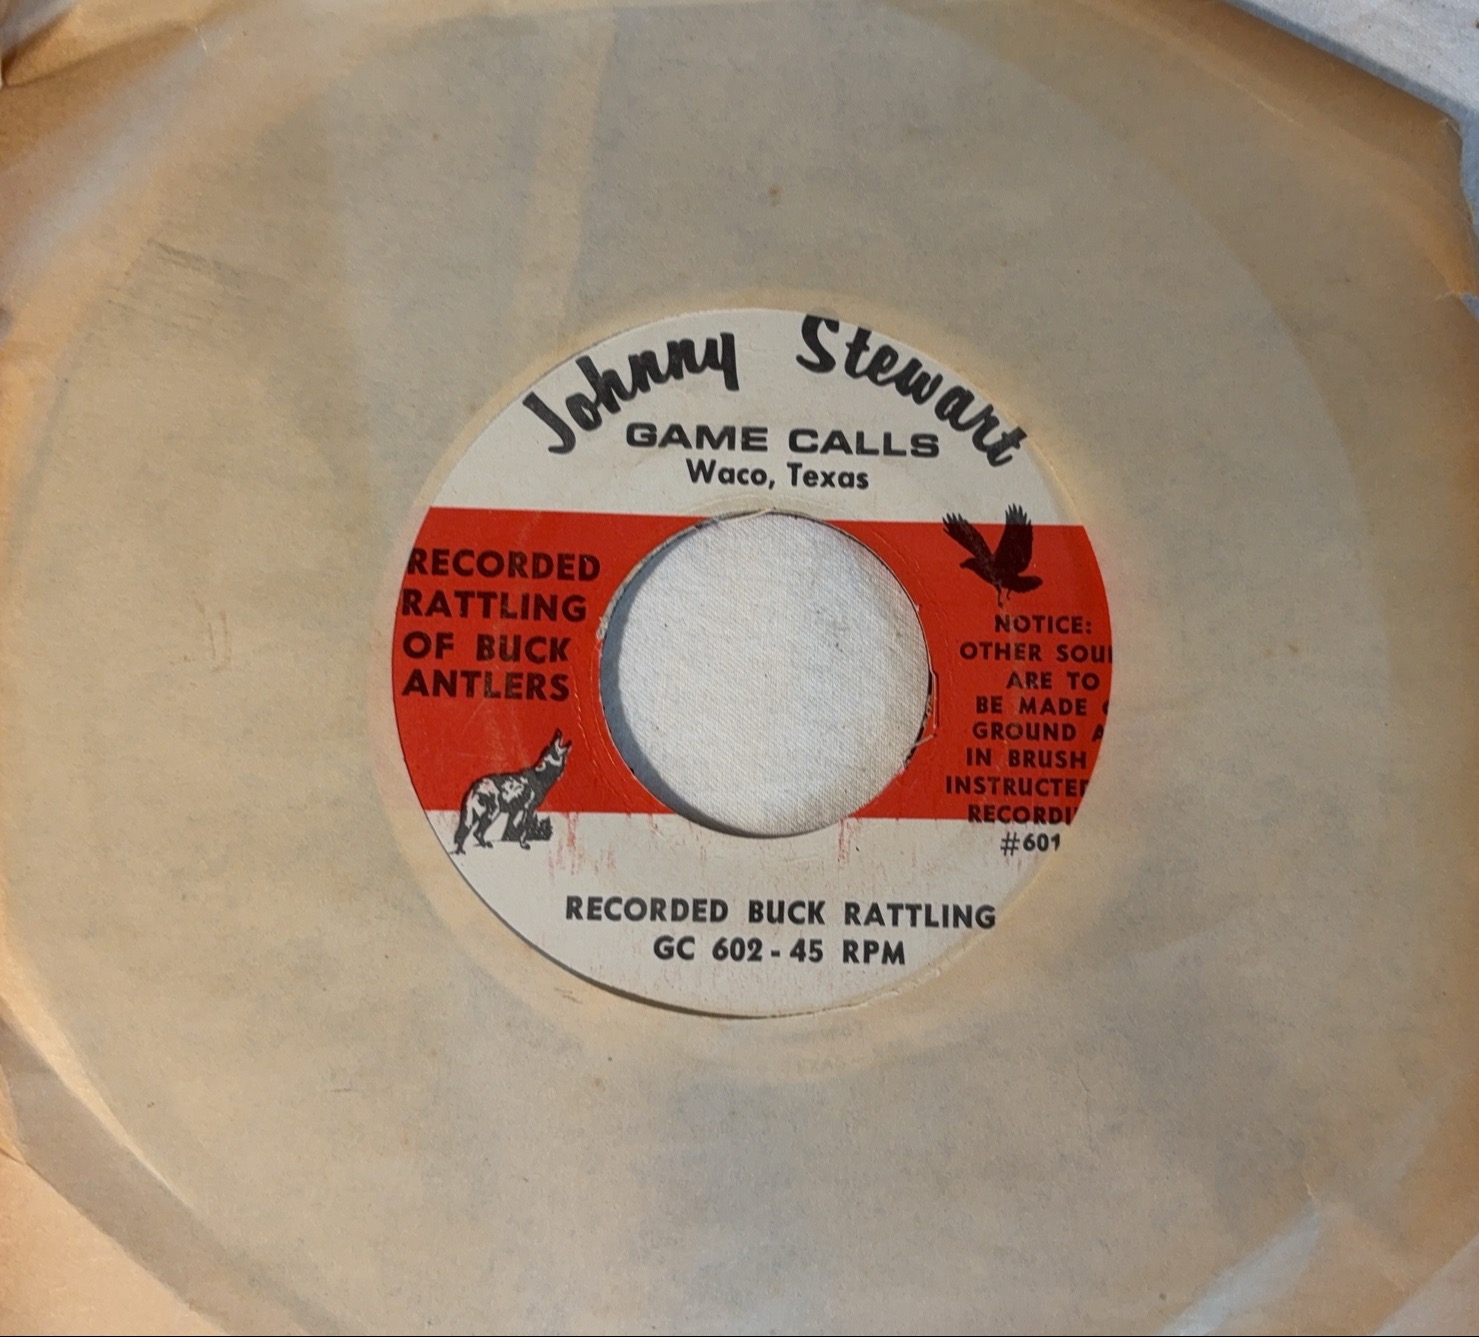 Johnny Stewart
GAME CALLS
Waco, Texas
RECORDED
RATTLING
OF BUCK
ANTLERS
NOTICE:
OTHER
ARE TO
BE MADE
GROUND
IN BRUSH
#601
RECORDED BUCK RATTLING
GC 602 - 45 RPM